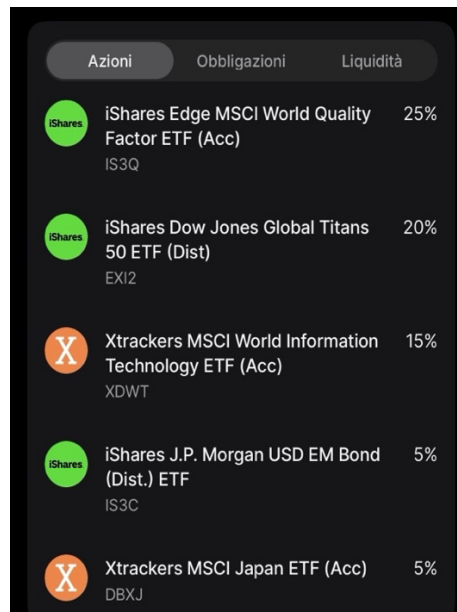 Azioni Obbligazioni Liquidità
iShares
iShares Edge MSCI World Quality 25%
Factor ETF (Acc)
IS3Q
iShares
iShares Dow Jones Global Titans 20%
50 ETF (Dist)
EXI2
X
Xtrackers MSCI World Information 15%
Technology ETF (Acc)
XDWT
iShares
iShares J.P. Morgan USD EM Bond 5%
(Dist.) ETF
IS3C
X
Xtrackers MSCI Japan ETF (Acc) 5%
DBXJ